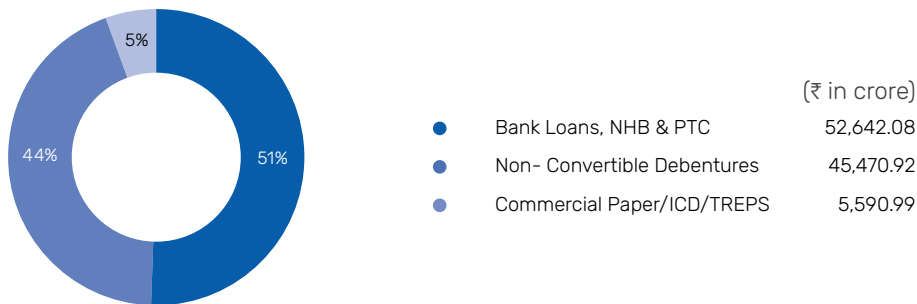 5%
44%
51%
(₹ in crore)
Bank Loans, NHB & PTC 52,642.08
Non- Convertible Debentures 45,470.92
Commercial Paper/ICD/TREPS 5,590.99